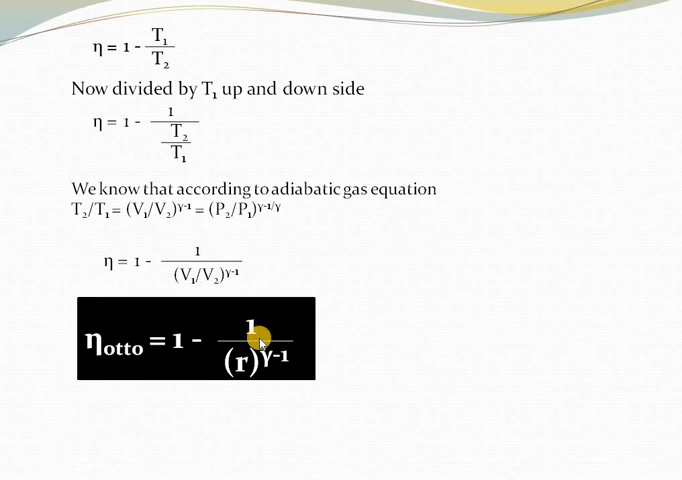 η = 1 - T₁/T₂
Now divided by T₁ up and down side
η = 1 - 1/(T₂/T₁)
We know that according to adiabatic gas equation
T₂/T₁ = (V₁/V₂)^γ-1 = (P₂/P₁)^γ-1/γ
η = 1 - 1/(V₁/V₂)^γ-1
η_otto = 1 - 1/(r)^γ-1